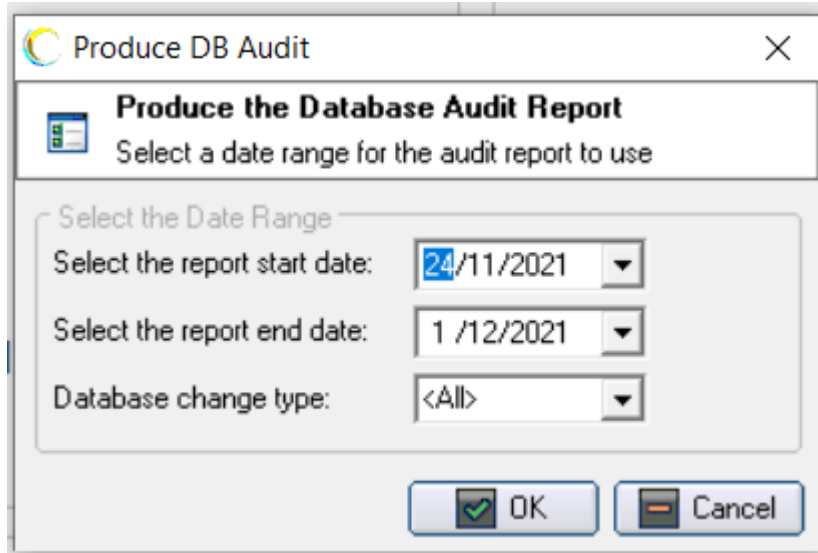 Produce DB Audit
Produce the Database Audit Report
Select a date range for the audit report to use
Select the Date Range
Select the report start date: 24/11/2021
Select the report end date: 1 /12/2021
Database change type: <All>
OK Cancel